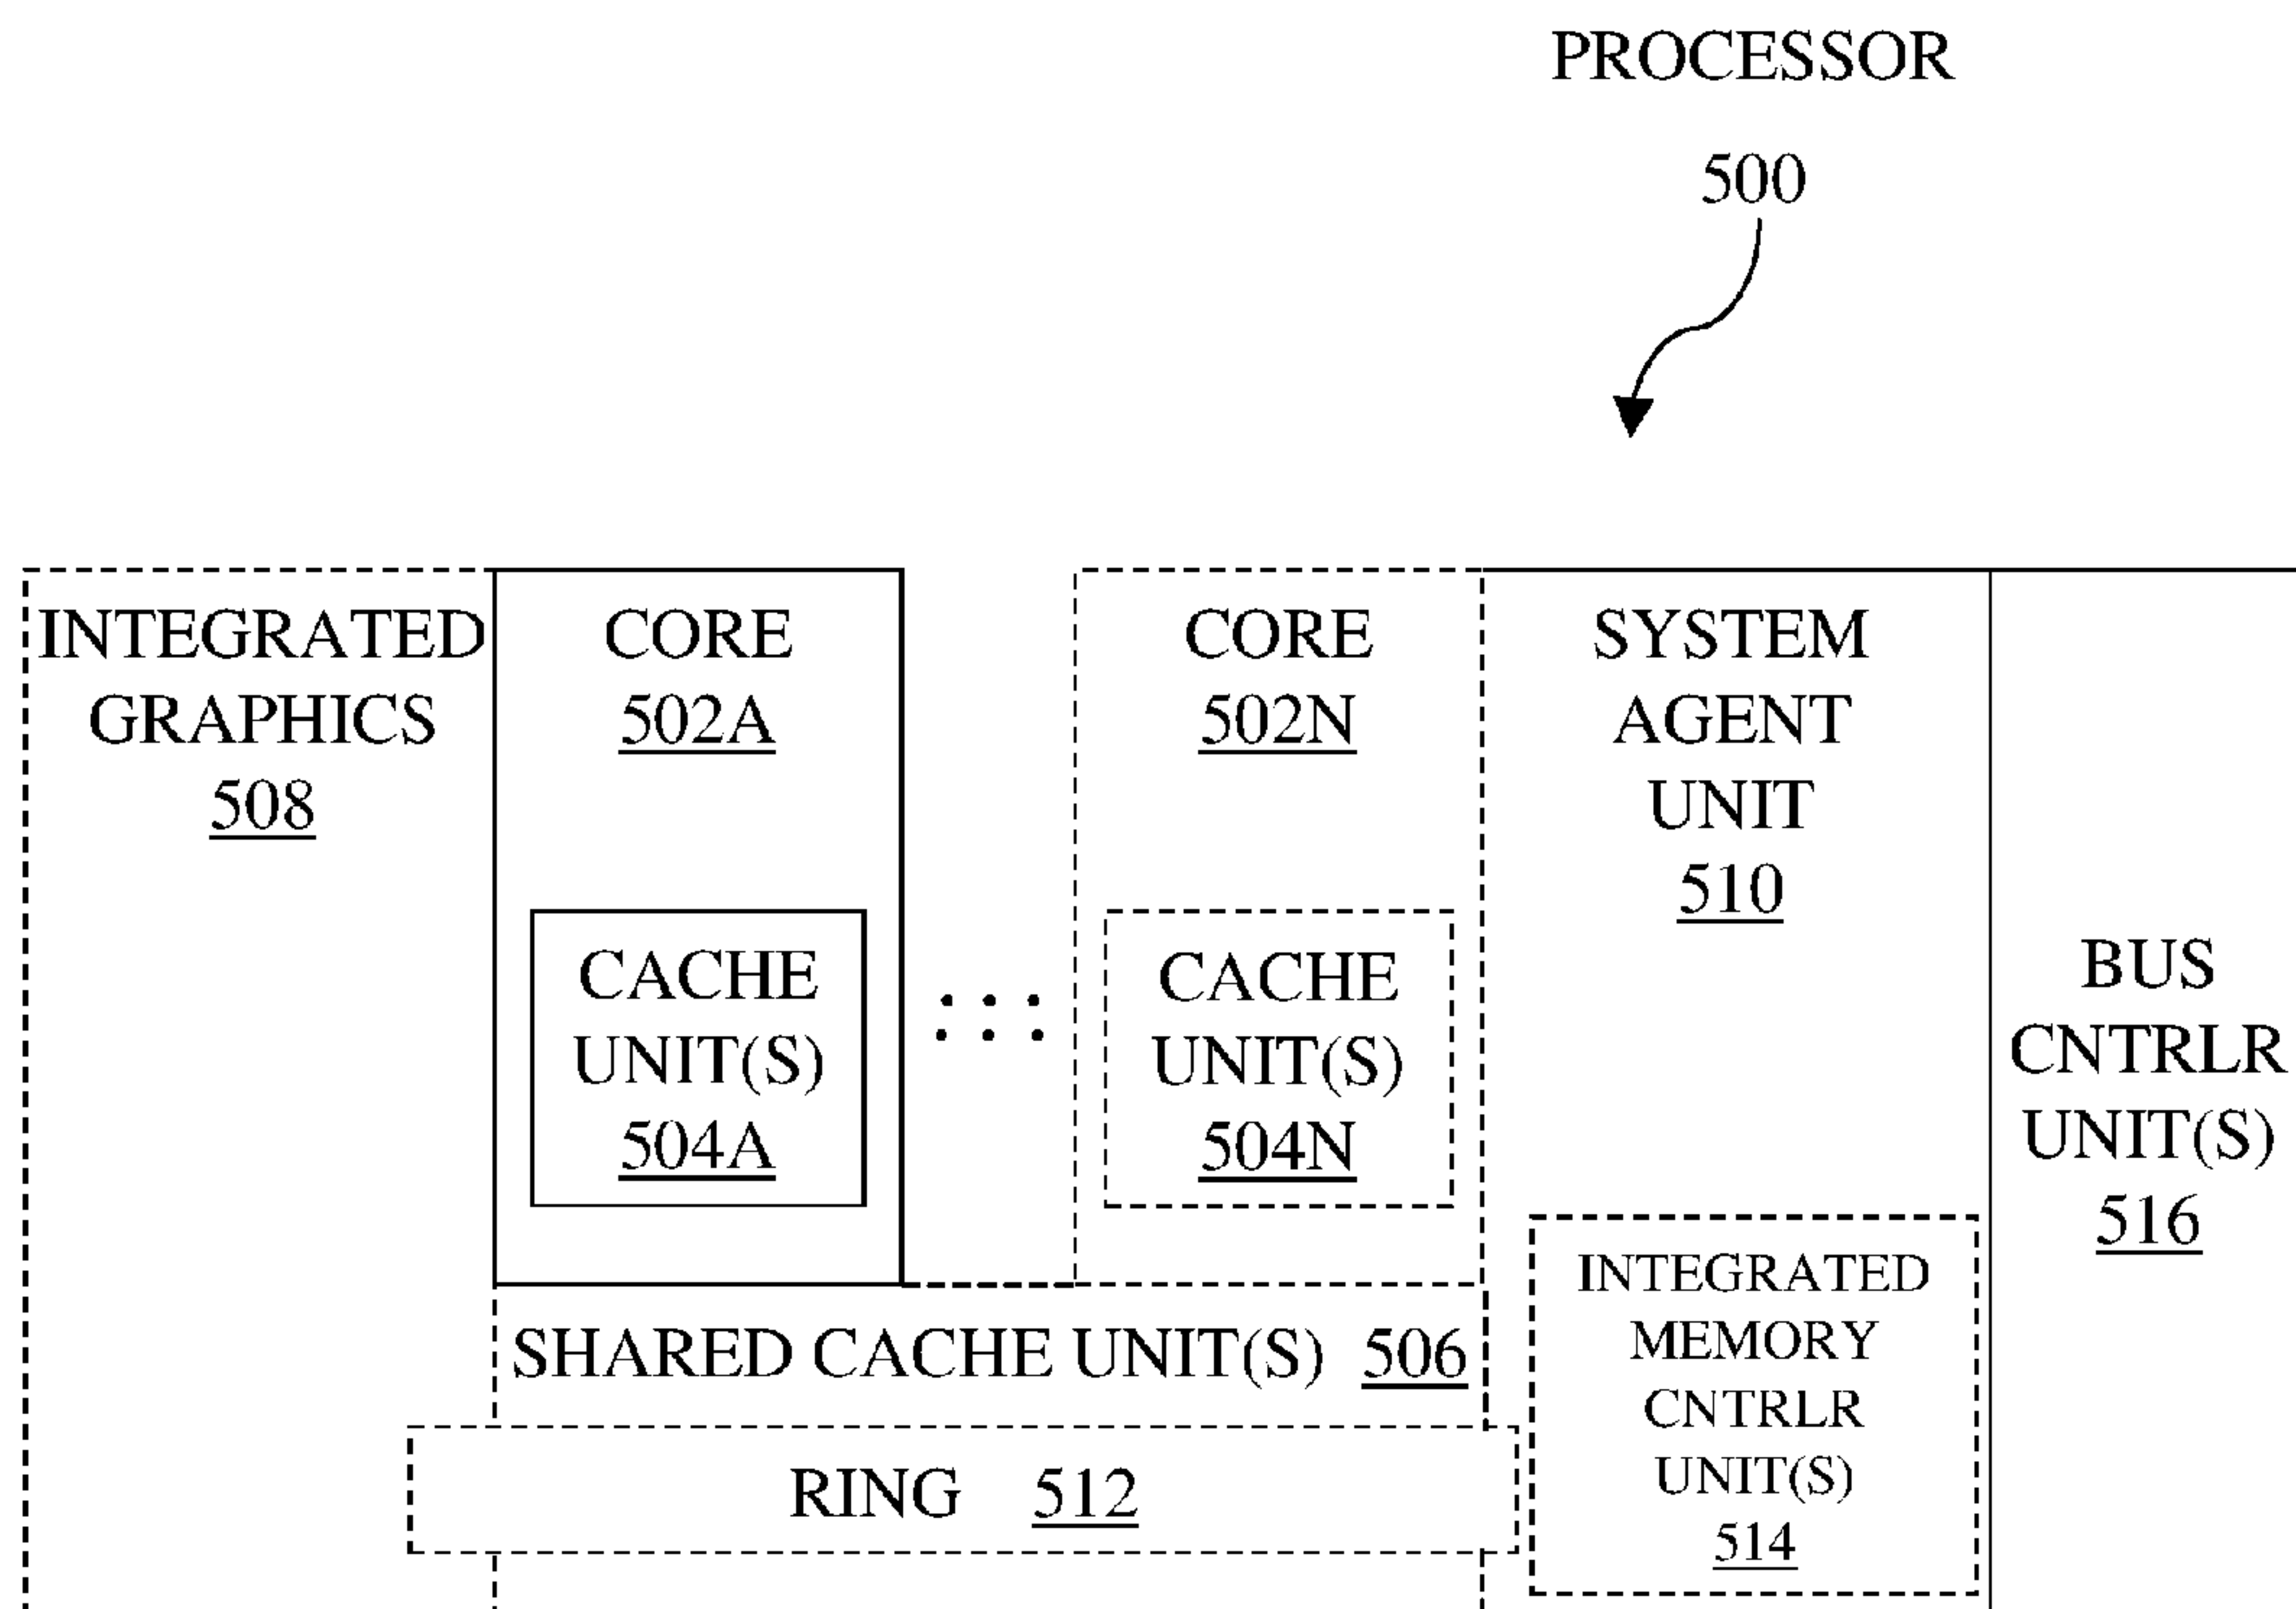 PROCESSOR
500
INTEGRATED
GRAPHICS
508
CORE
502A
CACHE
UNIT(S)
504A
CORE
502N
CACHE
UNIT(S)
504N
SYSTEM
AGENT
UNIT
510
BUS
CNTRLR
UNIT(S)
516
SHARED CACHE UNIT(S) 506
RING 512
INTEGRATED
MEMORY
CNTRLR
UNIT(S)
514